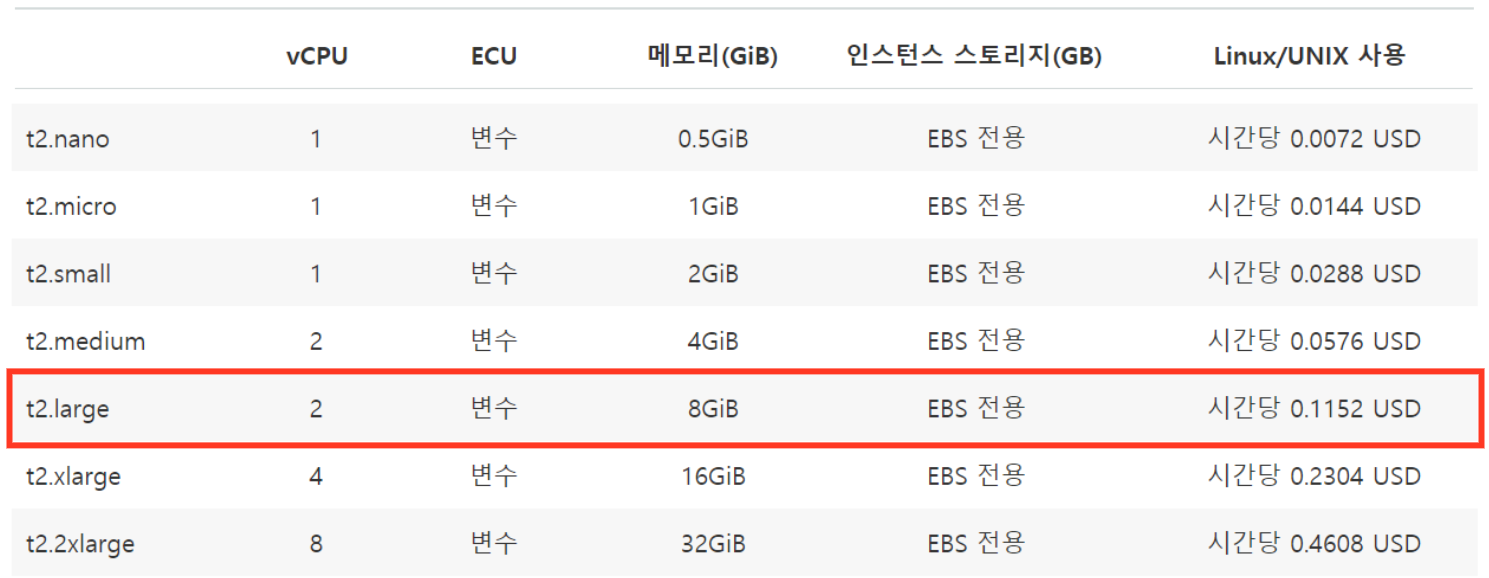 vCPU ECU 메모리(GiB) 인스턴스 스토리지(GB) Linux/UNIX 사용
t2.nano 1 변수 0.5GiB EBS 전용 시간당 0.0072 USD
t2.micro 1 변수 1GiB EBS 전용 시간당 0.0144 USD
t2.small 1 변수 2GiB EBS 전용 시간당 0.0288 USD
t2.medium 2 변수 4GiB EBS 전용 시간당 0.0576 USD
t2.large 2 변수 8GiB EBS 전용 시간당 0.1152 USD
t2.xlarge 4 변수 16GiB EBS 전용 시간당 0.2304 USD
t2.2xlarge 8 변수 32GiB EBS 전용 시간당 0.4608 USD